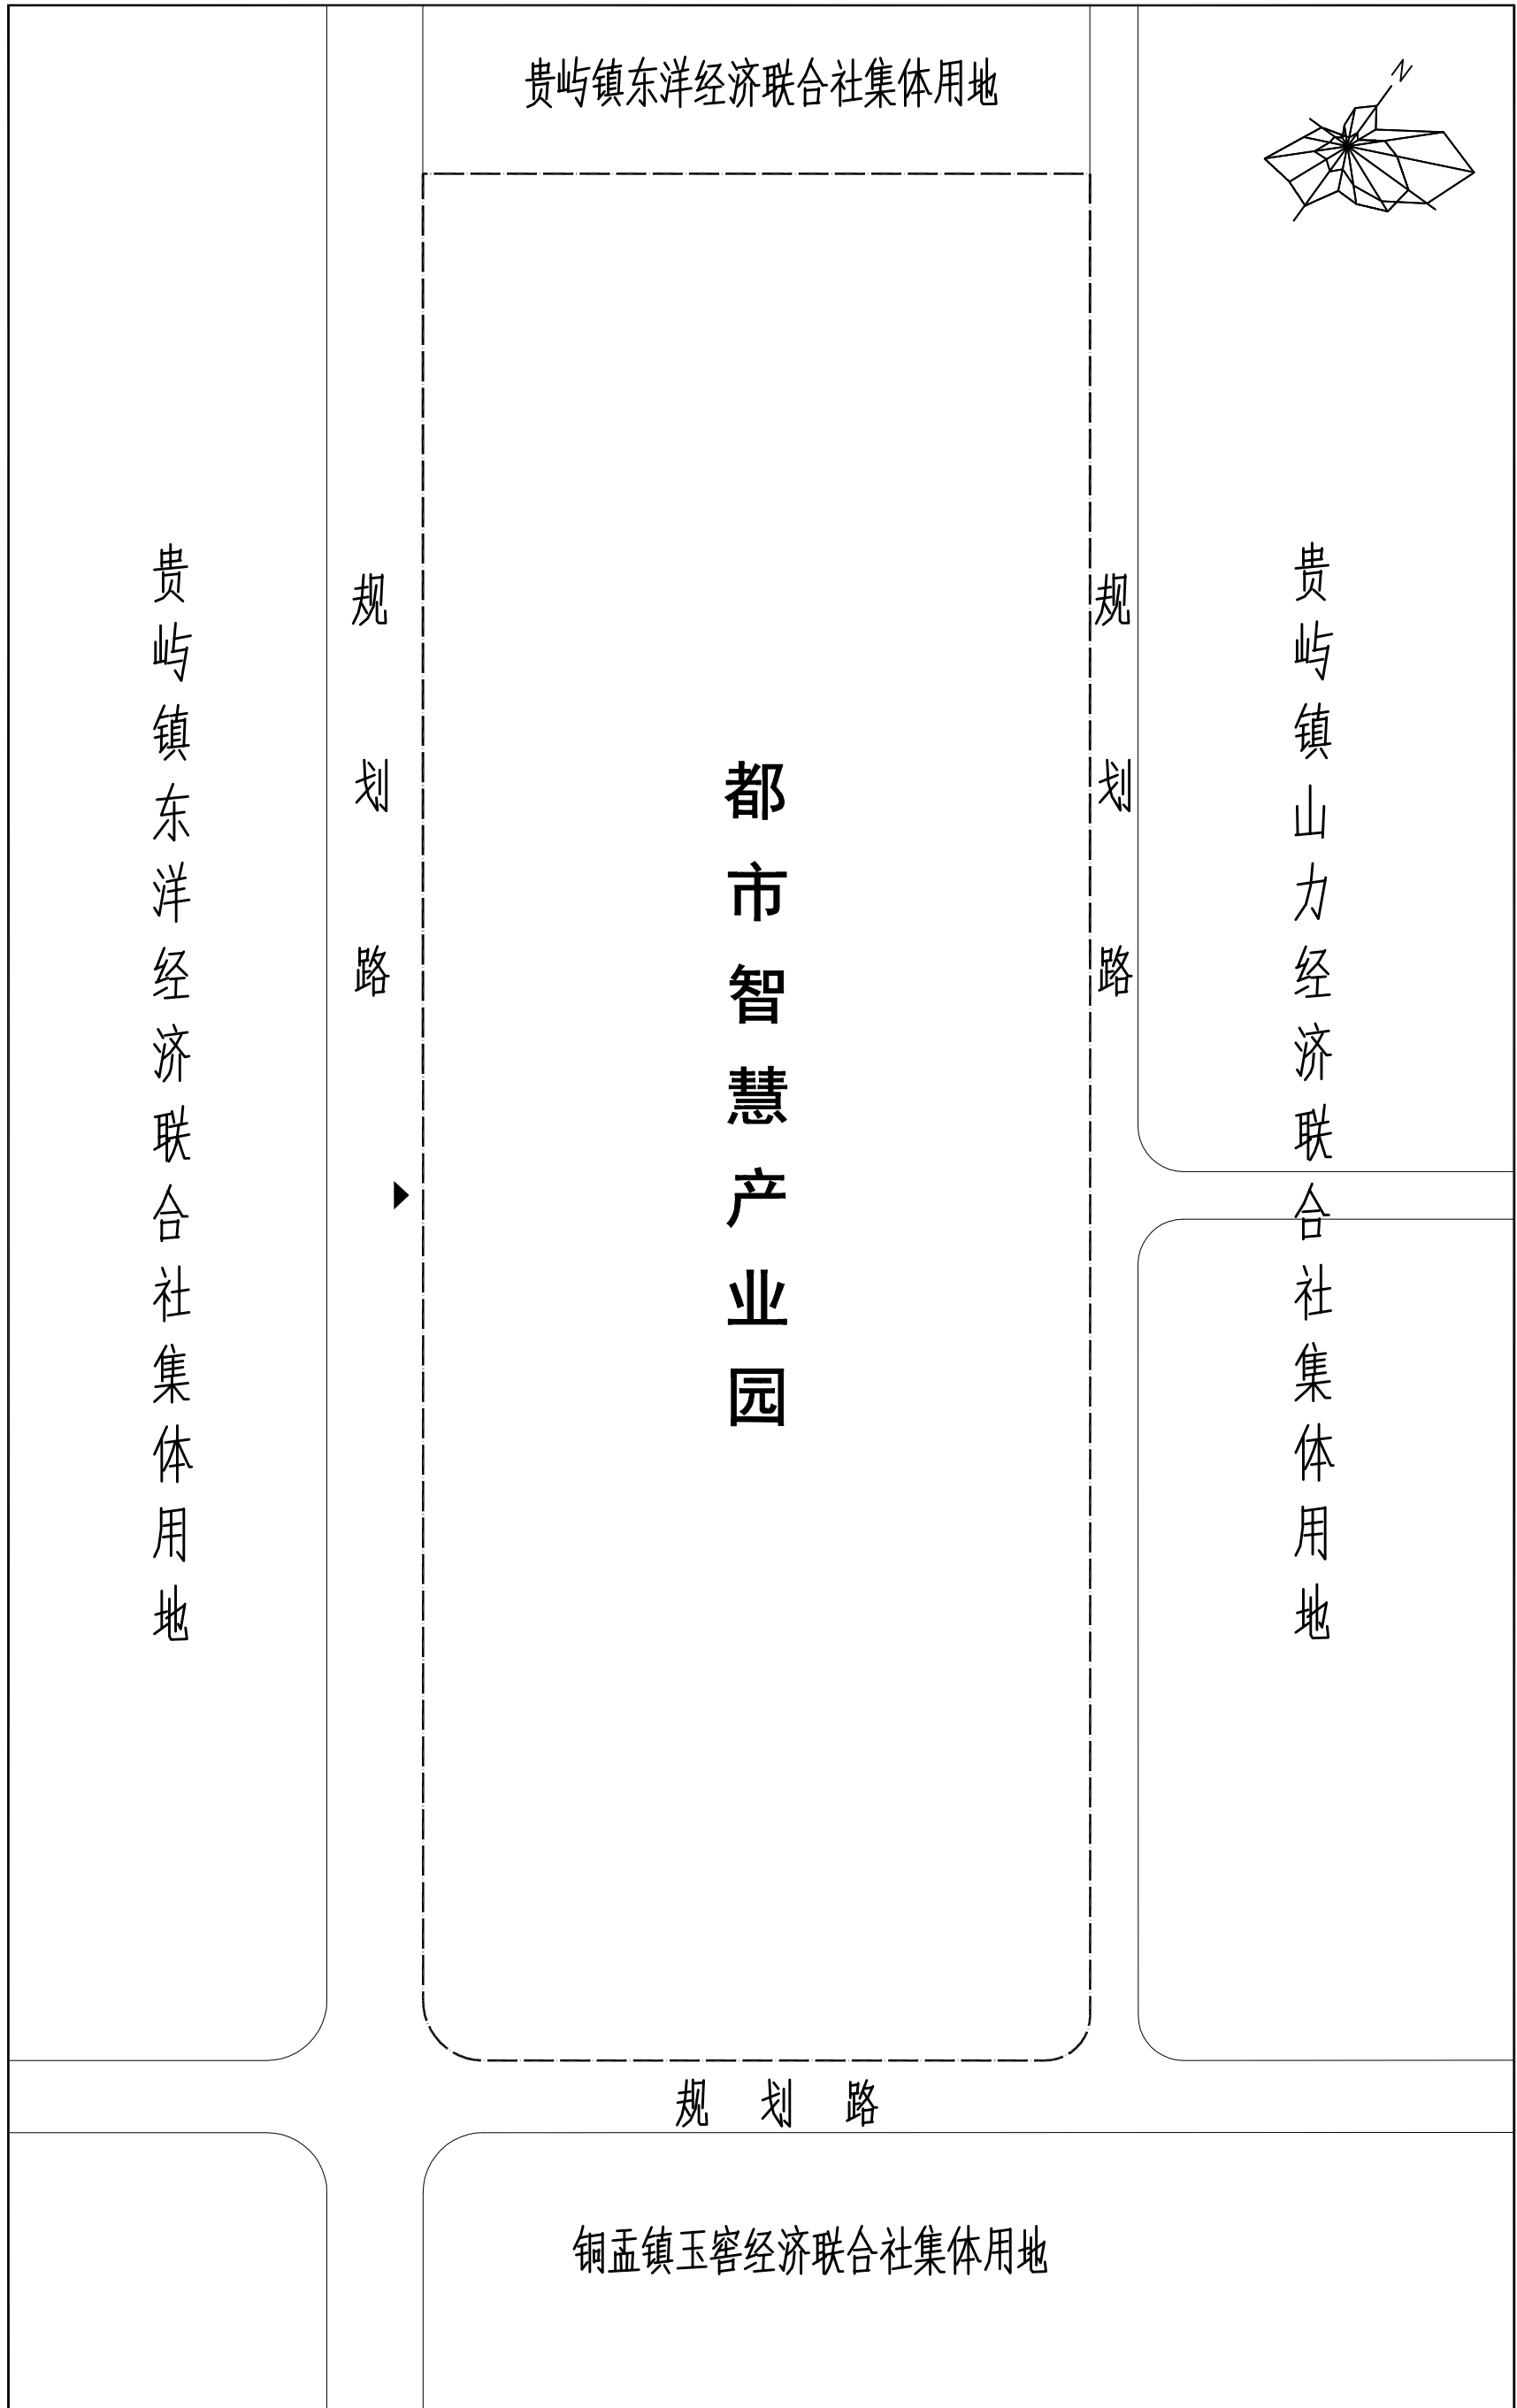 贵屿镇东洋经济联合社集体用地
N
贵屿镇东洋经济联合社集体用地
规划路
都市智慧产业园
规划路
贵屿镇山力经济联合社集体用地
规划路
铜盂镇玉窖经济联合社集体用地